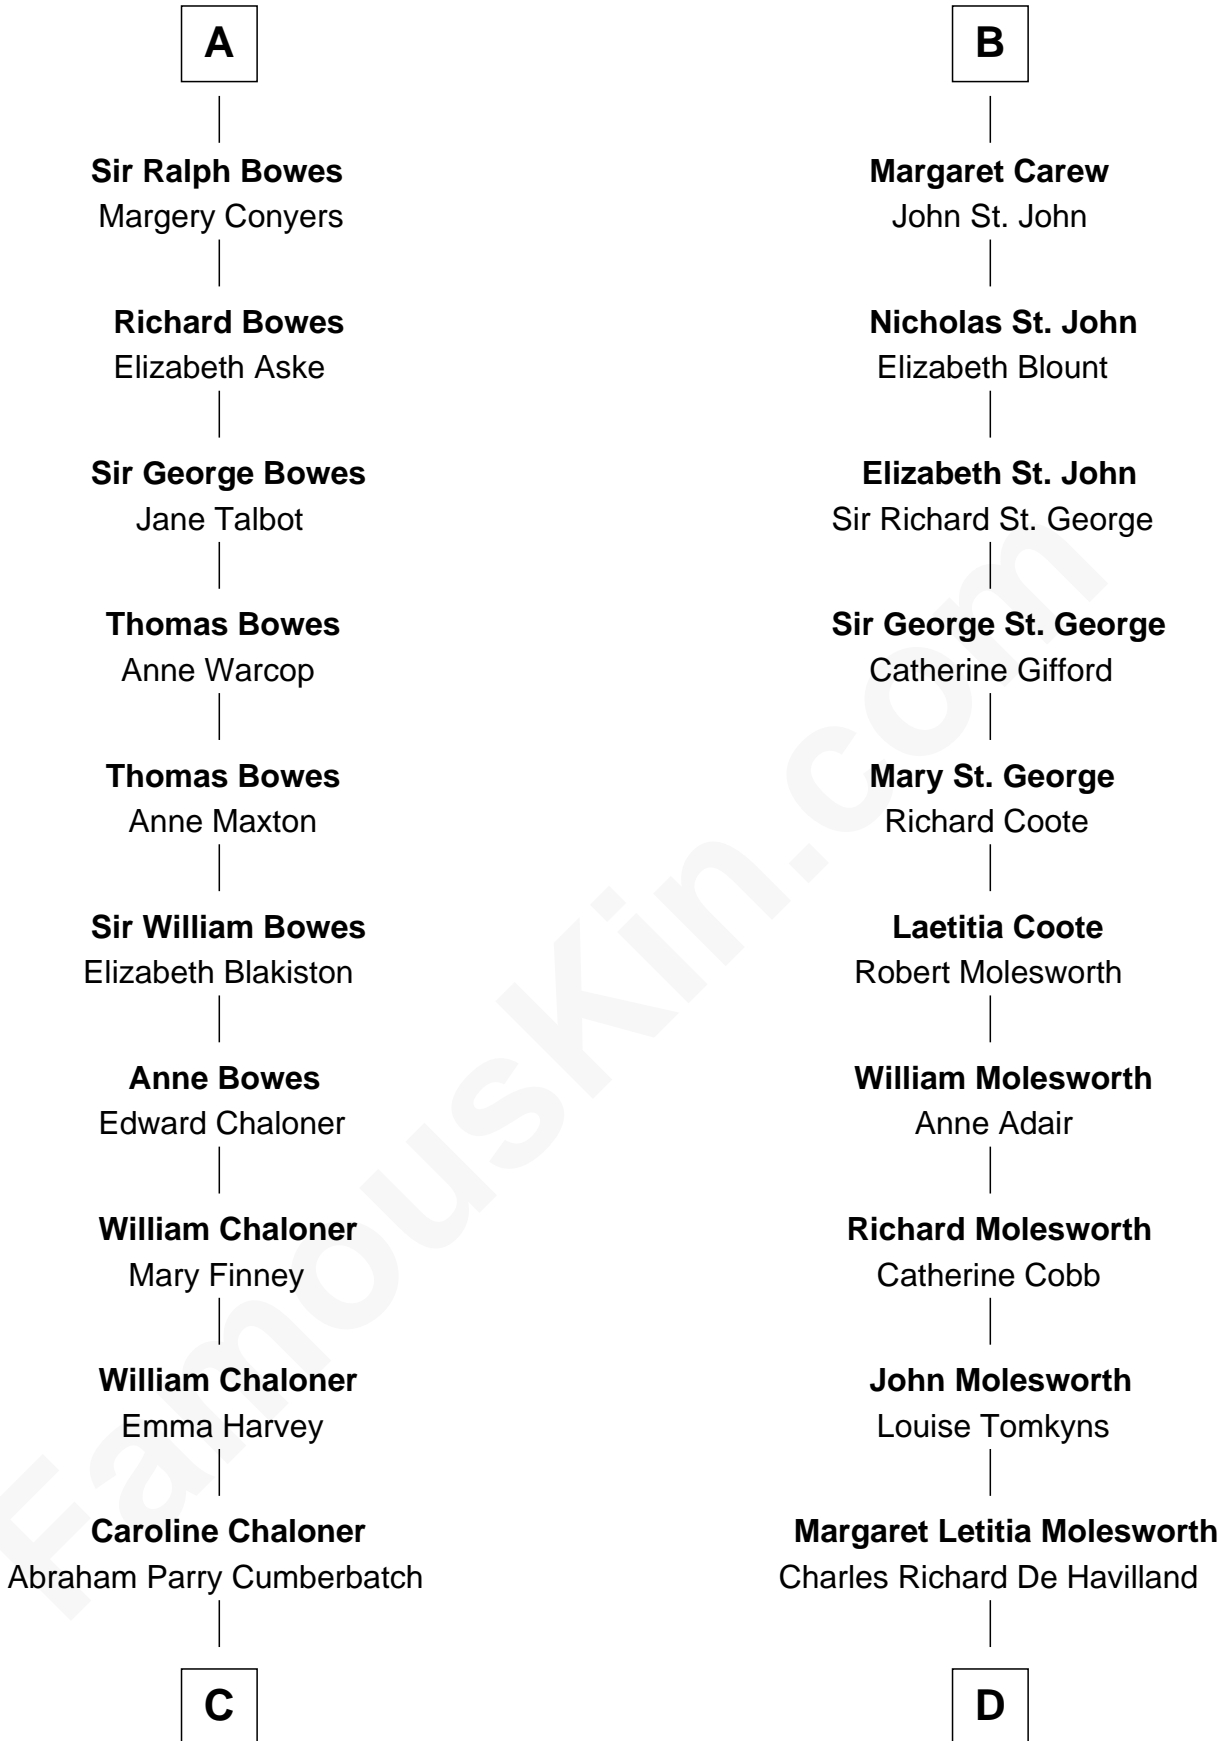 A
Sir Ralph Bowes
Margery Conyers
Richard Bowes
Elizabeth Aske
Sir George Bowes
Jane Talbot
Thomas Bowes
Anne Warcop
Thomas Bowes
Anne Maxton
Sir William Bowes
Elizabeth Blakiston
Anne Bowes
Edward Chaloner
William Chaloner
Mary Finney
William Chaloner
Emma Harvey
Caroline Chaloner
Abraham Parry Cumberbatch
C
B
Margaret Carew
John St. John
Nicholas St. John
Elizabeth Blount
Elizabeth St. John
Sir Richard St. George
Sir George St. George
Catherine Gifford
Mary St. George
Richard Coote
Laetitia Coote
Robert Molesworth
William Molesworth
Anne Adair
Richard Molesworth
Catherine Cobb
John Molesworth
Louise Tomkyns
Margaret Letitia Molesworth
Charles Richard De Havilland
D
FamousKin.com